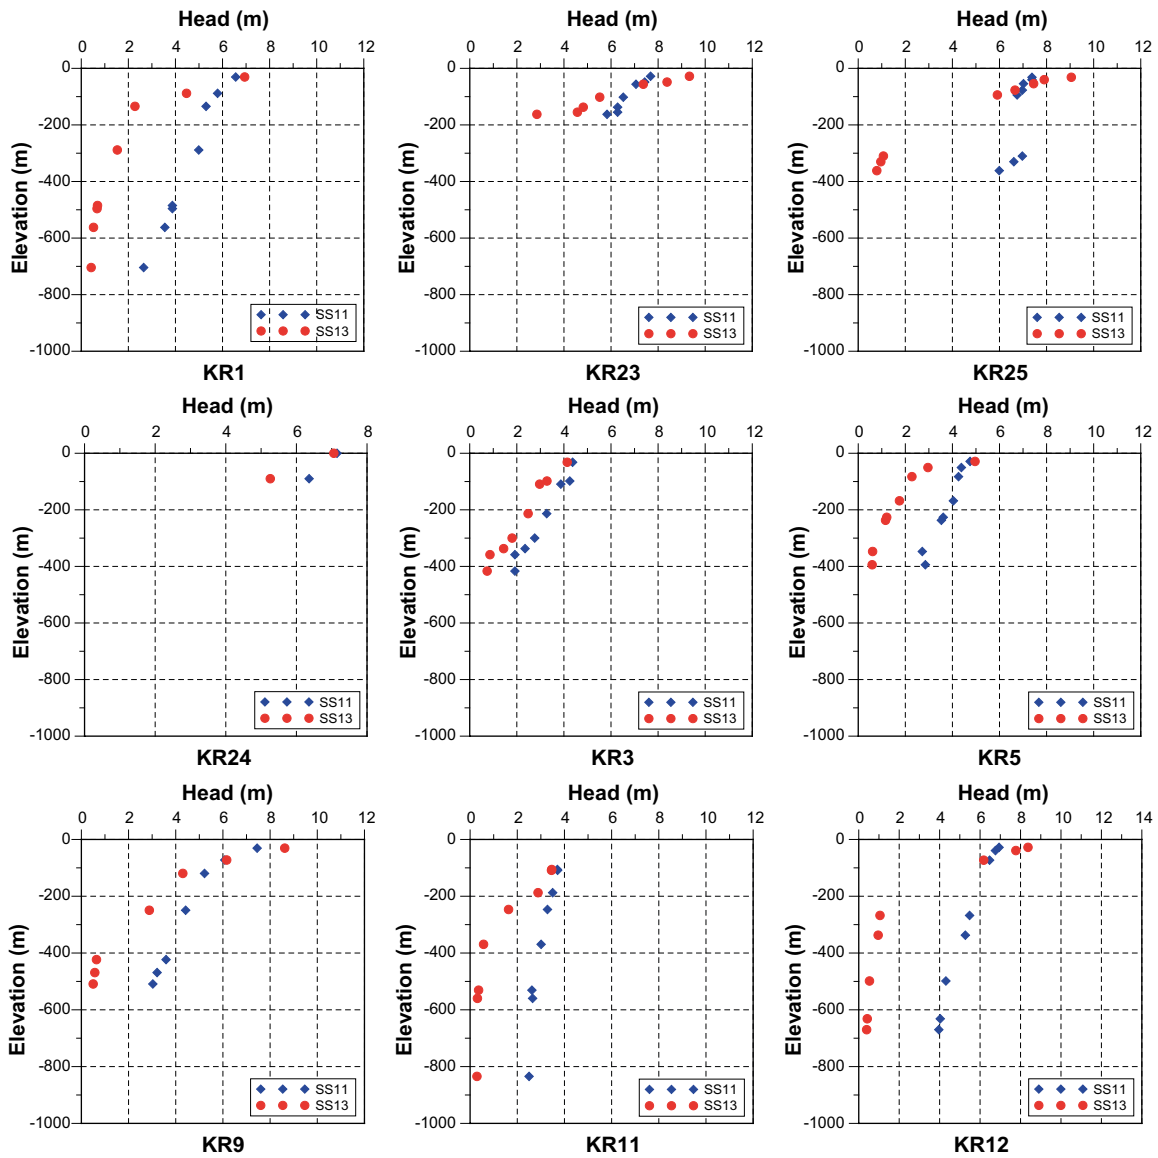 Head (m)
0 2 4 6 8 10 12
0
-200
-400
-600
-800
-1000
Elevation (m)
SS11
SS13
KR1
Head (m)
0 2 4 6 8 10 12
0
-200
-400
-600
-800
-1000
Elevation (m)
SS11
SS13
KR23
Head (m)
0 2 4 6 8 10 12
0
-200
-400
-600
-800
-1000
Elevation (m)
SS11
SS13
KR25
Head (m)
0 2 4 6 8
0
-200
-400
-600
-800
-1000
Elevation (m)
SS11
SS13
KR24
Head (m)
0 2 4 6 8 10 12
0
-200
-400
-600
-800
-1000
Elevation (m)
SS11
SS13
KR3
Head (m)
0 2 4 6 8 10 12
0
-200
-400
-600
-800
-1000
Elevation (m)
SS11
SS13
KR5
Head (m)
0 2 4 6 8 10 12
0
-200
-400
-600
-800
-1000
Elevation (m)
SS11
SS13
KR9
Head (m)
0 2 4 6 8 10 12
0
-200
-400
-600
-800
-1000
Elevation (m)
SS11
SS13
KR11
Head (m)
0 2 4 6 8 10 12 14
0
-200
-400
-600
-800
-1000
Elevation (m)
SS11
SS13
KR12